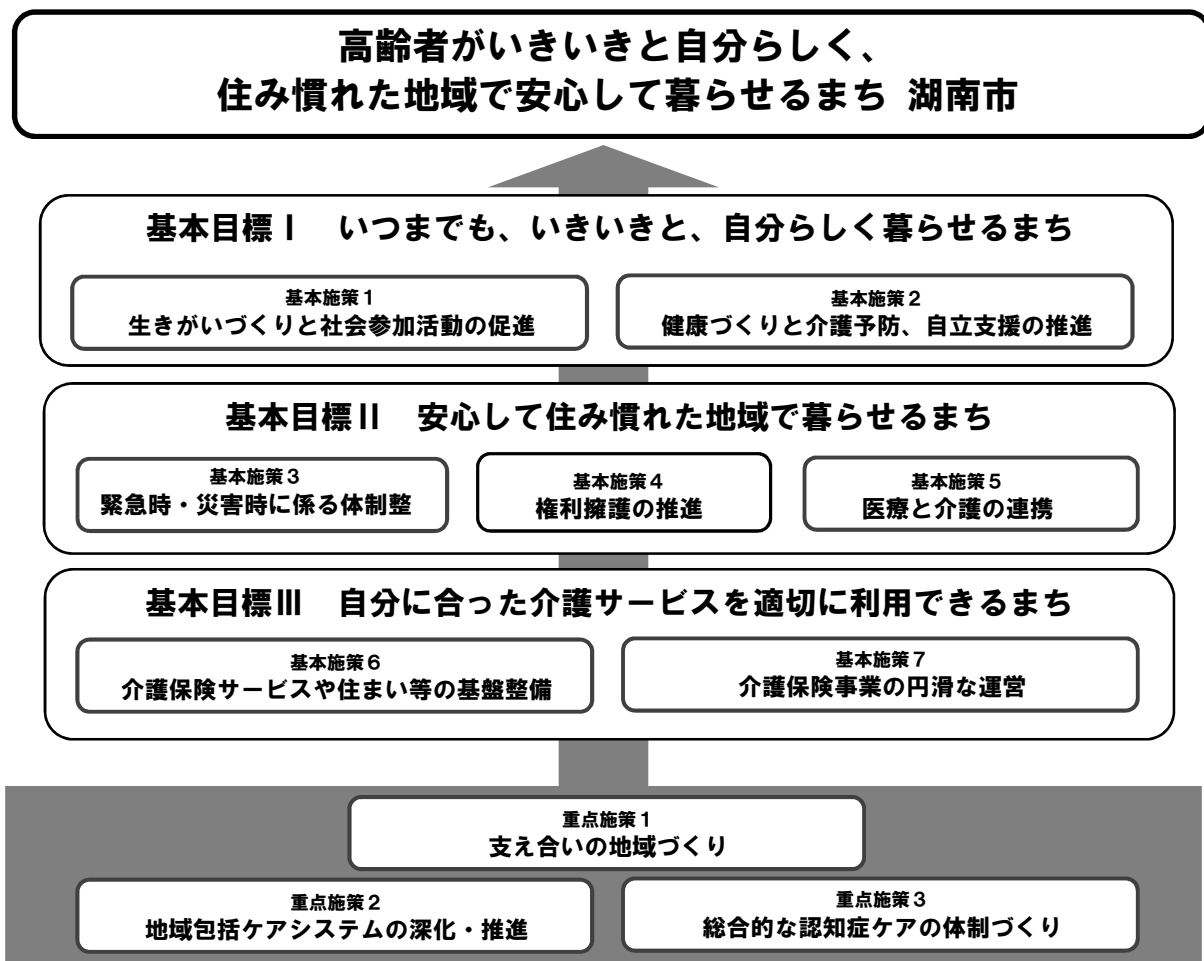 高齢者がいきいきと自分らしく、
住み慣れた地域で安心して暮らせるまち 湖南市
基本目標Ⅰ いつまでも、いきいきと、自分らしく暮らせるまち
基本施策1
生きがいづくりと社会参加活動の促進
基本施策2
健康づくりと介護予防、自立支援の推進
基本目標Ⅱ 安心して住み慣れた地域で暮らせるまち
基本施策3
緊急時・災害時に係る体制整
基本施策4
権利擁護の推進
基本施策5
医療と介護の連携
基本目標Ⅲ 自分に合った介護サービスを適切に利用できるまち
基本施策6
介護保険サービスや住まい等の基盤整備
基本施策7
介護保険事業の円滑な運営
重点施策1
支え合いの地域づくり
重点施策2
地域包括ケアシステムの深化・推進
重点施策3
総合的な認知症ケアの体制づくり